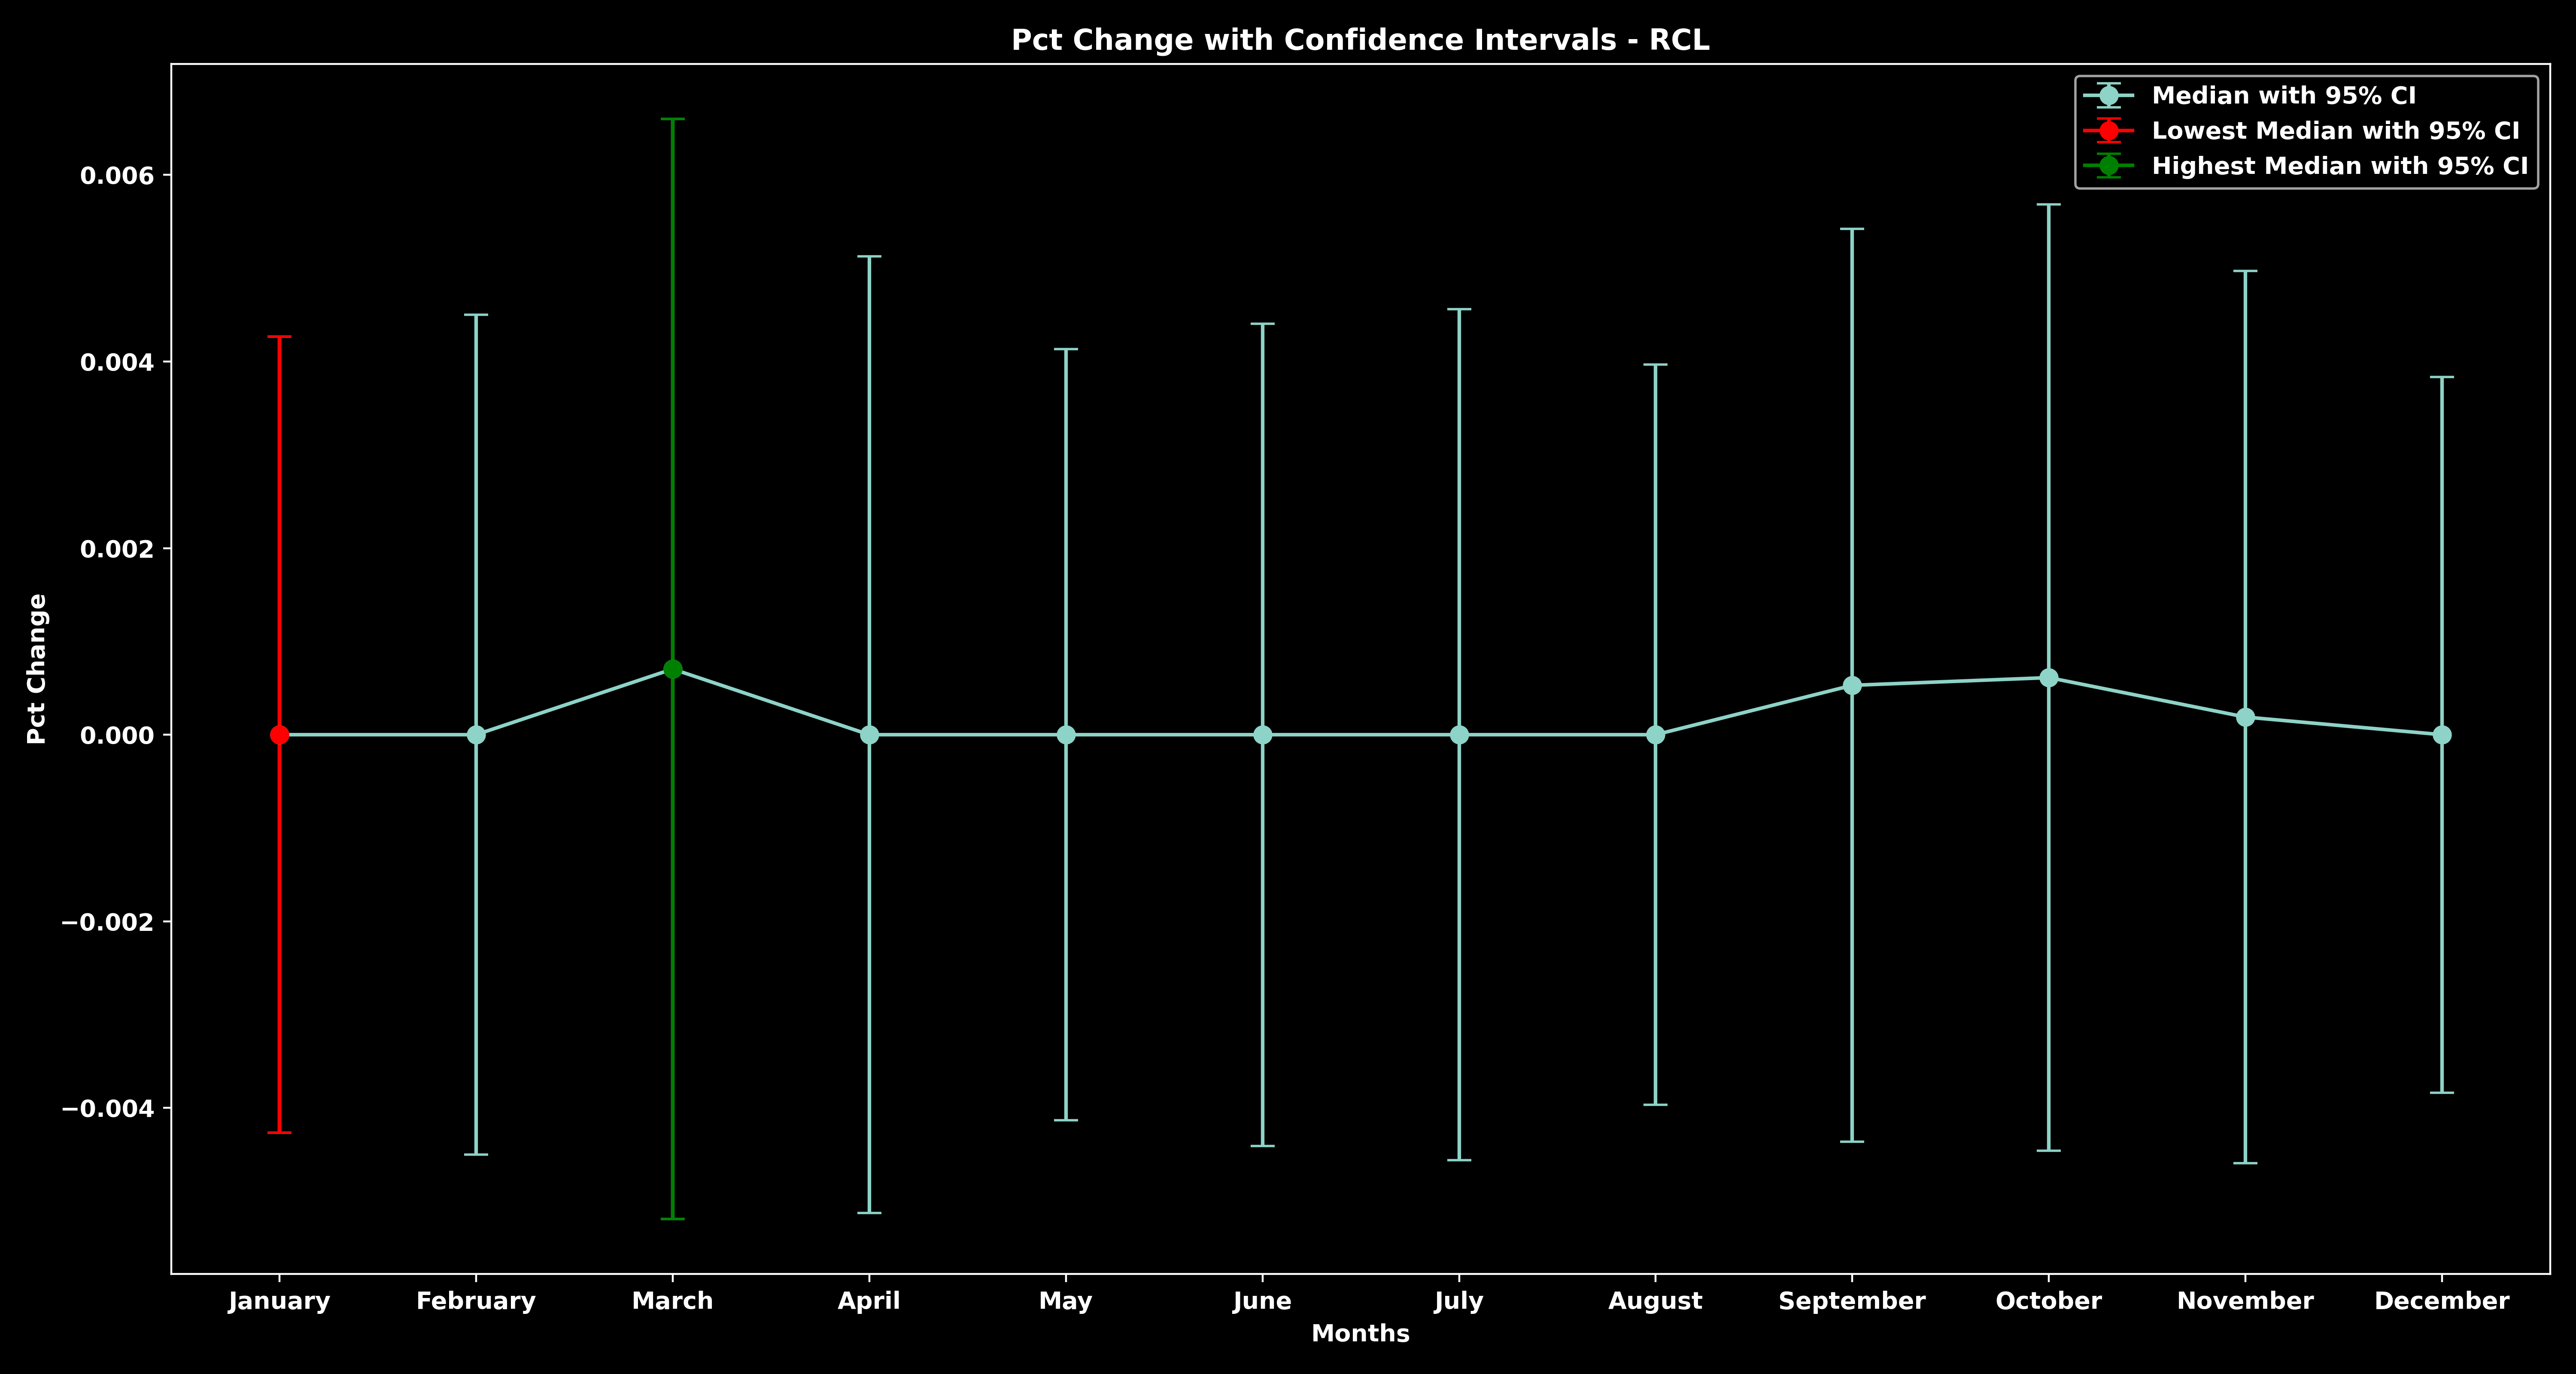 Pct Change with Confidence Intervals - RCL
Median with 95% CI
Lowest Median with 95% CI
Highest Median with 95% CI
0.006
0.004
0.002
0.000
−0.002
−0.004
Pct Change
January February March April May June July August September October November December
Months